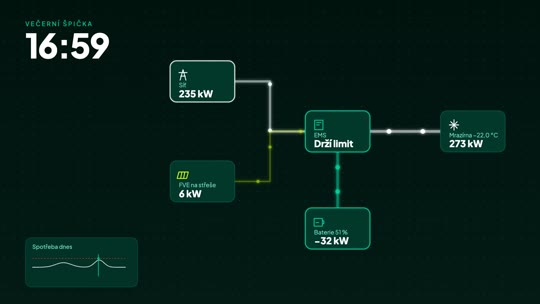 VEČERNÍ ŠPIČKA
16:59
Síť
235 kW
EMS
Drží limit
Mrazírna −22,0 °C
273 kW
FVE na střeše
6 kW
Baterie 51 %
−32 kW
Spotřeba dnes